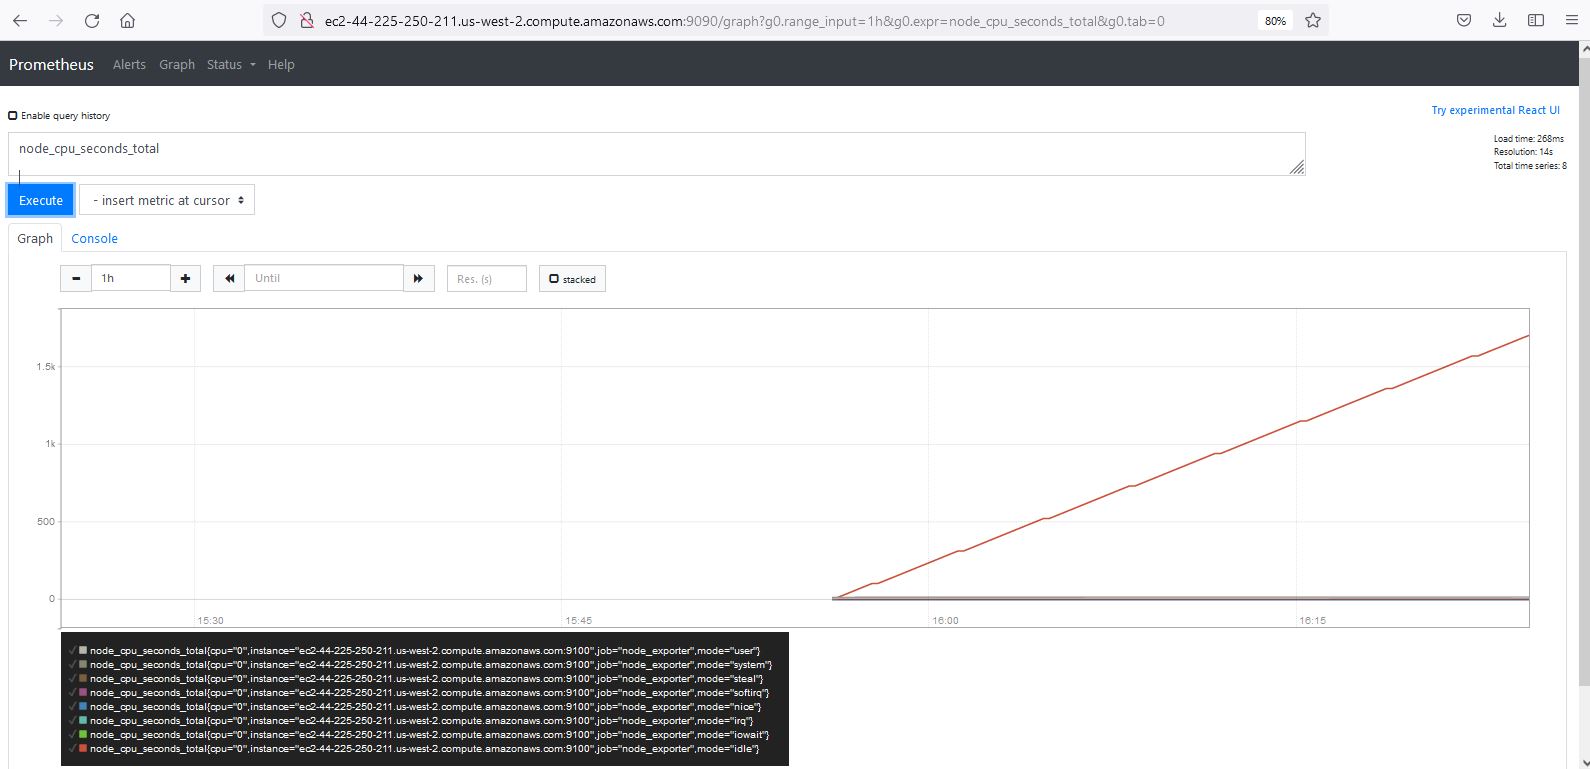 ec2-44-225-250-211.us-west-2.compute.amazonaws.com:9090/graph?g0.range_input=1h&g0.expr=node_cpu_seconds_total&g0.tab=0
80%
Prometheus Alerts Graph Status Help
Enable query history
Try experimental React UI
node_cpu_seconds_total
Load time: 268ms
Resolution: 14s
Total time series: 8
Execute
- insert metric at cursor
Graph Console
1h Until Res. (s) stacked
1.5k
1k
500
0
15:30 15:45 16:00 16:15
node_cpu_seconds_total{cpu="0",instance="ec2-44-225-250-211.us-west-2.compute.amazonaws.com:9100",job="node_exporter",mode="user"}
node_cpu_seconds_total{cpu="0",instance="ec2-44-225-250-211.us-west-2.compute.amazonaws.com:9100",job="node_exporter",mode="system"}
node_cpu_seconds_total{cpu="0",instance="ec2-44-225-250-211.us-west-2.compute.amazonaws.com:9100",job="node_exporter",mode="steal"}
node_cpu_seconds_total{cpu="0",instance="ec2-44-225-250-211.us-west-2.compute.amazonaws.com:9100",job="node_exporter",mode="softirq"}
node_cpu_seconds_total{cpu="0",instance="ec2-44-225-250-211.us-west-2.compute.amazonaws.com:9100",job="node_exporter",mode="nice"}
node_cpu_seconds_total{cpu="0",instance="ec2-44-225-250-211.us-west-2.compute.amazonaws.com:9100",job="node_exporter",mode="irq"}
node_cpu_seconds_total{cpu="0",instance="ec2-44-225-250-211.us-west-2.compute.amazonaws.com:9100",job="node_exporter",mode="iowait"}
node_cpu_seconds_total{cpu="0",instance="ec2-44-225-250-211.us-west-2.compute.amazonaws.com:9100",job="node_exporter",mode="idle"}